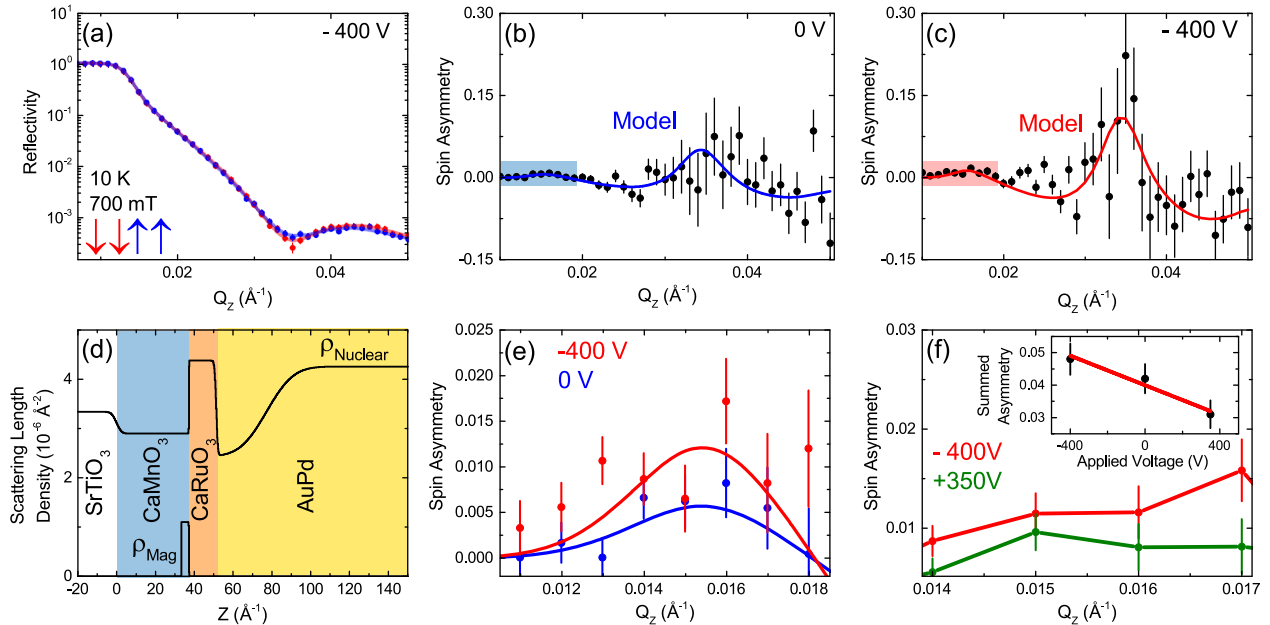 (a)
- 400 V
10¹
10⁰
10⁻¹
10⁻²
10⁻³
Reflectivity
10 K
700 mT
0.02
0.04
Q_Z (Å⁻¹)
(b)
0 V
0.30
0.15
0.00
-0.15
Spin Asymmetry
Model
0.02
0.04
Q_Z (Å⁻¹)
(c)
- 400 V
0.30
0.15
0.00
-0.15
Spin Asymmetry
Model
0.02
0.04
Q_Z (Å⁻¹)
(d)
4
2
0
Scattering Length
Density (10⁻⁶ Å⁻²)
SrTiO₃
CaMnO₃
CaRuO₃
AuPd
ρ_Nuclear
ρ_Mag
-20 0 20 40 60 80 100 120 140
Z (Å⁻¹)
(e)
-400 V
0 V
0.025
0.020
0.015
0.010
0.005
0.000
Spin Asymmetry
0.012
0.014
0.016
0.018
Q_Z (Å⁻¹)
(f)
0.03
0.02
0.01
Spin Asymmetry
- 400V
+350V
Summed
Asymmetry
0.05
0.04
0.03
-400
0
400
Applied Voltage (V)
0.014
0.015
0.016
0.017
Q_Z (Å⁻¹)